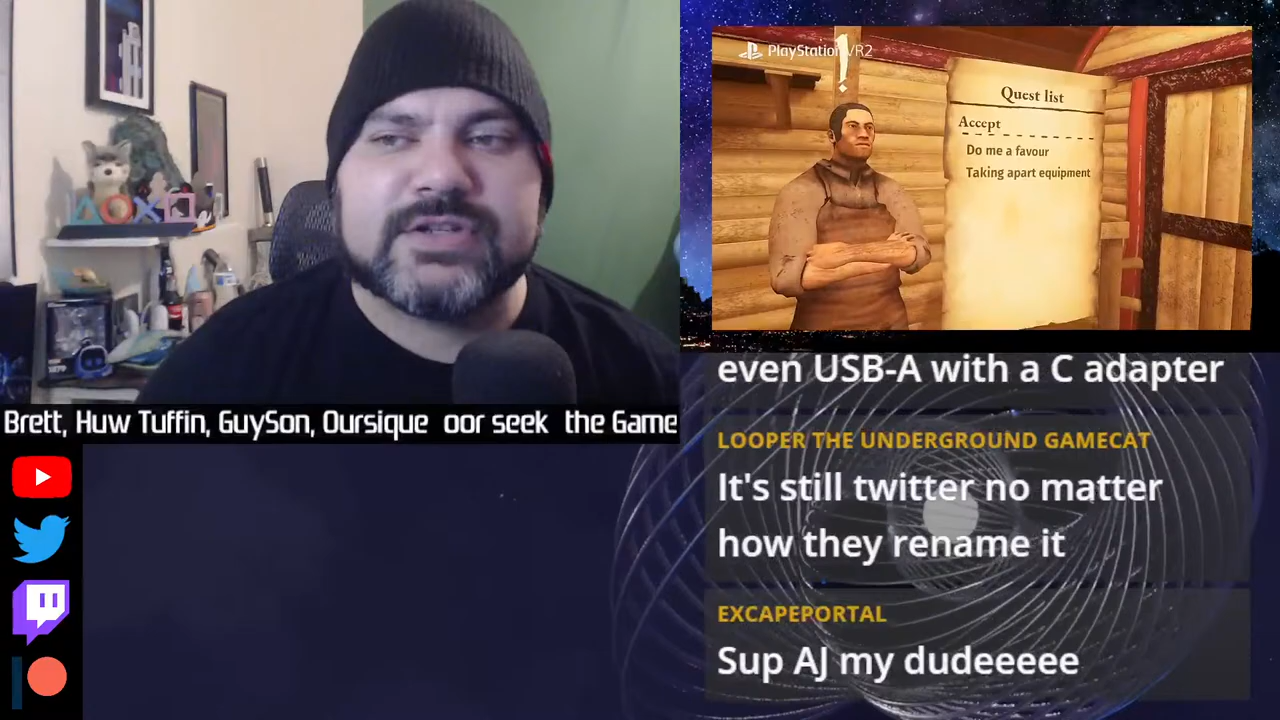 PlayStation VR2
Quest list
Accept
Do me a favour
Taking apart equipment
even USB-A with a C adapter
LOOPER THE UNDERGROUND GAMECAT
It's still twitter no matter
how they rename it
EXCAPEPORTAL
Sup AJ my dudeeeee
Brett, Huw Tuffin, GuySon, Oursique oor seek the Game